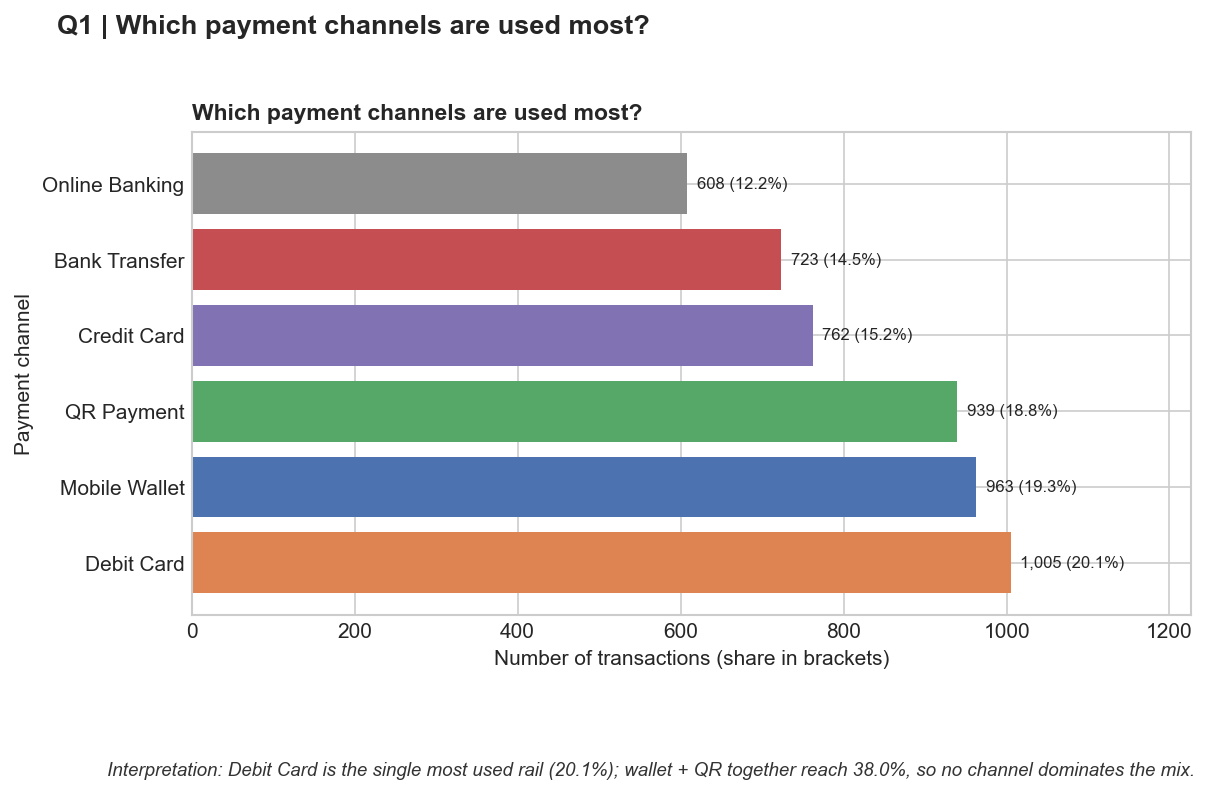 Q1 | Which payment channels are used most?
Which payment channels are used most?
Payment channel
Online Banking 608 (12.2%)
Bank Transfer 723 (14.5%)
Credit Card 762 (15.2%)
QR Payment 939 (18.8%)
Mobile Wallet 963 (19.3%)
Debit Card 1,005 (20.1%)
0 200 400 600 800 1000 1200
Number of transactions (share in brackets)
Interpretation: Debit Card is the single most used rail (20.1%); wallet + QR together reach 38.0%, so no channel dominates the mix.